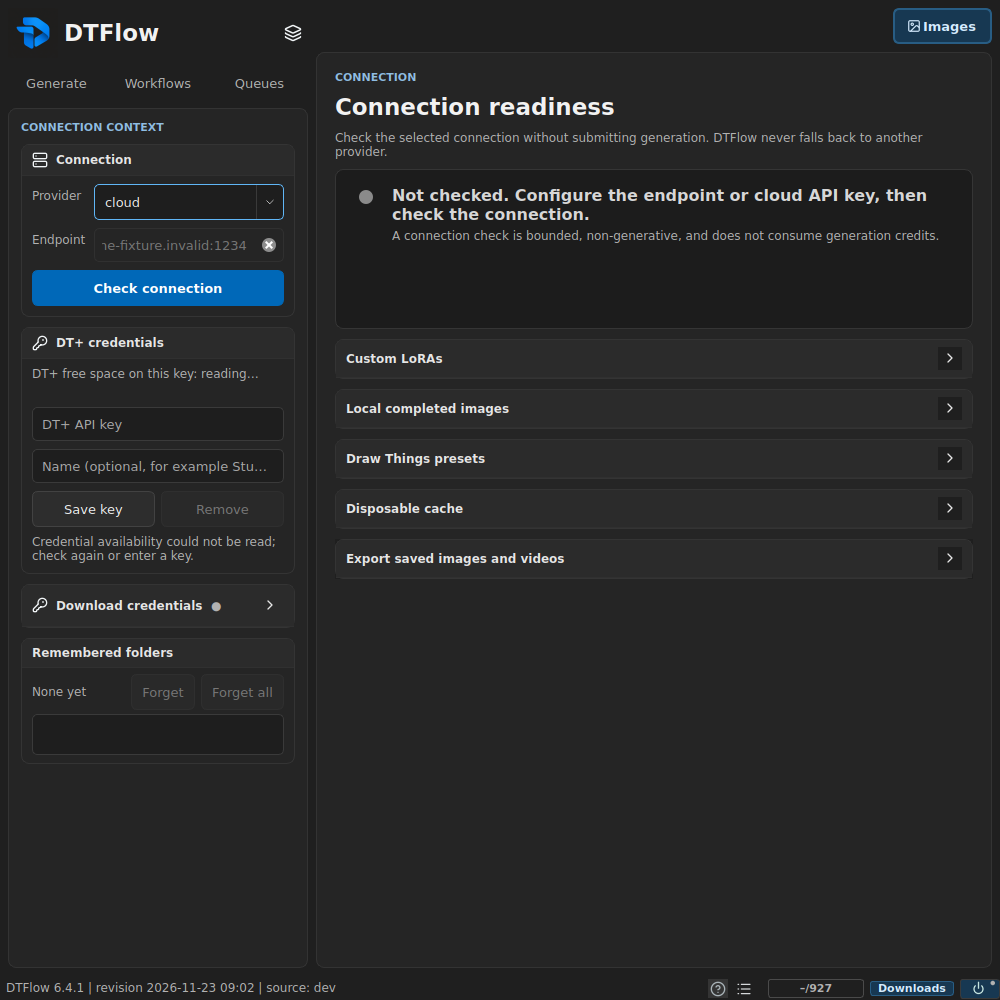 DTFlow
Images
Generate Workflows Queues
CONNECTION CONTEXT
Connection
Provider cloud
Endpoint ne-fixture.invalid:1234
Check connection
DT+ credentials
DT+ free space on this key: reading...
DT+ API key
Name (optional, for example Stu...
Save key Remove
Credential availability could not be read;
check again or enter a key.
Download credentials
Remembered folders
None yet Forget Forget all
CONNECTION
Connection readiness
Check the selected connection without submitting generation. DTFlow never falls back to another
provider.
Not checked. Configure the endpoint or cloud API key, then
check the connection.
A connection check is bounded, non-generative, and does not consume generation credits.
Custom LoRAs
Local completed images
Draw Things presets
Disposable cache
Export saved images and videos
DTFlow 6.4.1 | revision 2026-11-23 09:02 | source: dev
–/927
Downloads